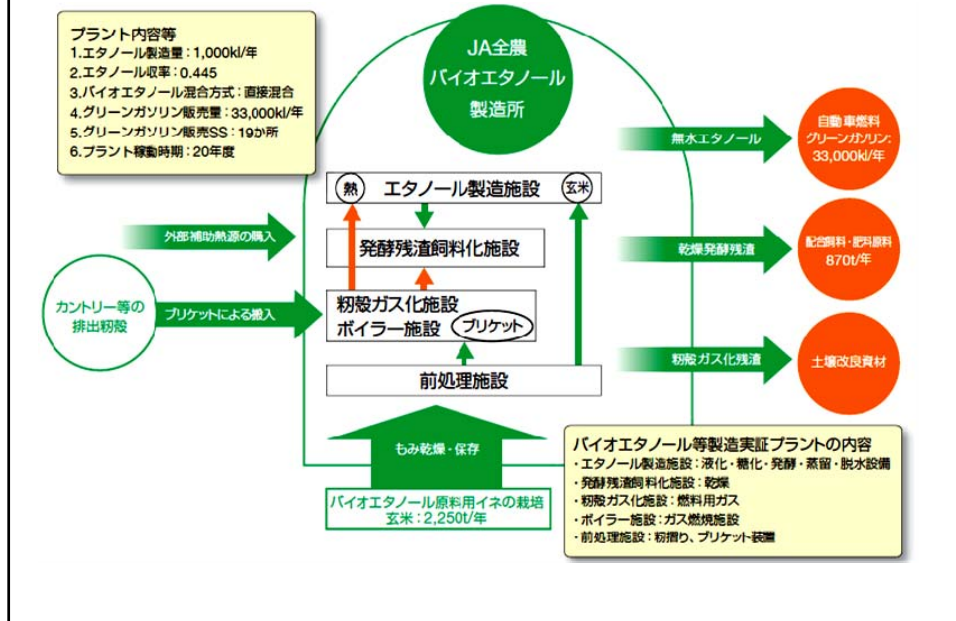 プラント内容等
1.エタノール製造量：1,000kl/年
2.エタノール収率：0.445
3.バイオエタノール混合方式：直接混合
4.グリーンガソリン販売量：33,000kl/年
5.グリーンガソリン販売SS：19か所
6.プラント稼動時期：20年度
JA全農
バイオエタノール
製造所
無水エタノール
自動車燃料
グリーンガソリン:
33,000kl/年
熱
エタノール製造施設
玄米
外部補助熱源の購入
発酵残渣飼料化施設
乾燥発酵残渣
配合飼料・肥料原料
870t/年
カントリー等の
排出籾殻
ブリケットによる搬入
籾殻ガス化施設
ボイラー施設
ブリケット
籾殻ガス化残渣
土壌改良資材
前処理施設
もみ乾燥・保存
バイオエタノール原料用イネの栽培
玄米：2,250t/年
バイオエタノール等製造実証プラントの内容
・エタノール製造施設：液化・糖化・発酵・蒸留・脱水設備
・発酵残渣飼料化施設：乾燥
・籾殻ガス化施設：燃料用ガス
・ボイラー施設：ガス燃焼施設
・前処理施設：籾摺り、ブリケット装置